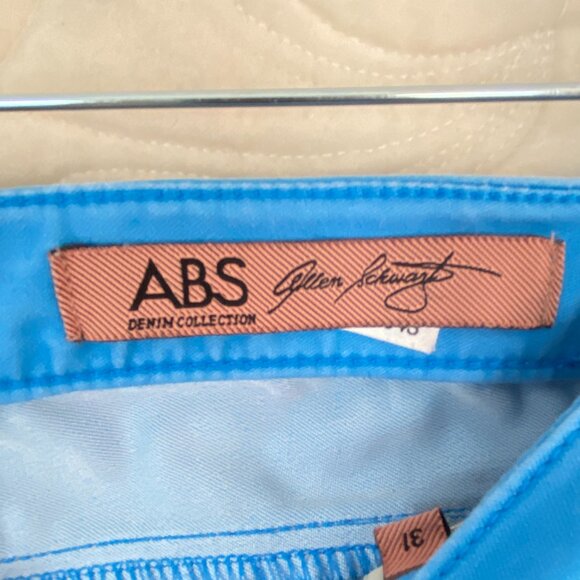 ABS Allen Schwartz
DENIM COLLECTION
31